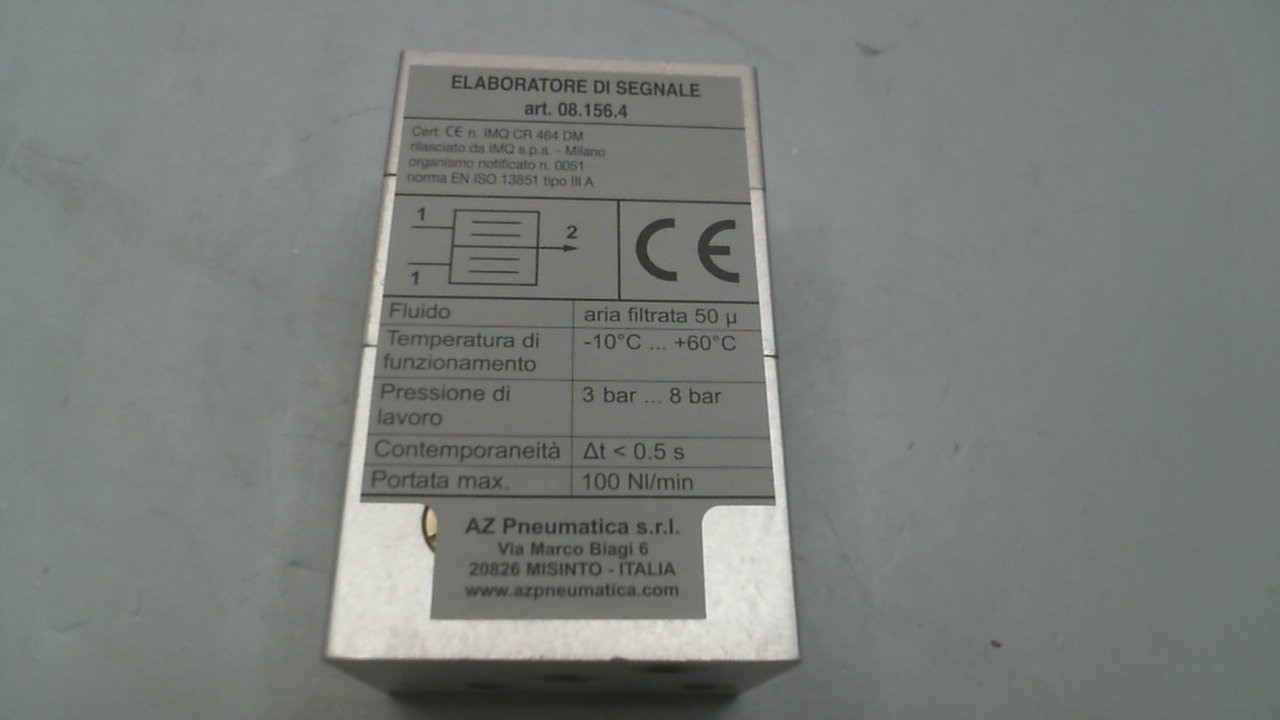 ELABORATORE DI SEGNALE
art. 08.156.4
Cert. CE n. IMQ CR 464 DM
rilasciato da IMQ s.p.a. - Milano
organismo notificato n. 0051
norma EN ISO 13851 tipo III A
1
2
1
CE
Fluido aria filtrata 50 µ
Temperatura di funzionamento -10°C ... +60°C
Pressione di lavoro 3 bar ... 8 bar
Contemporaneità Δt < 0.5 s
Portata max. 100 Nl/min
AZ Pneumatica s.r.l.
Via Marco Biagi 6
20826 MISINTO - ITALIA
www.azpneumatica.com